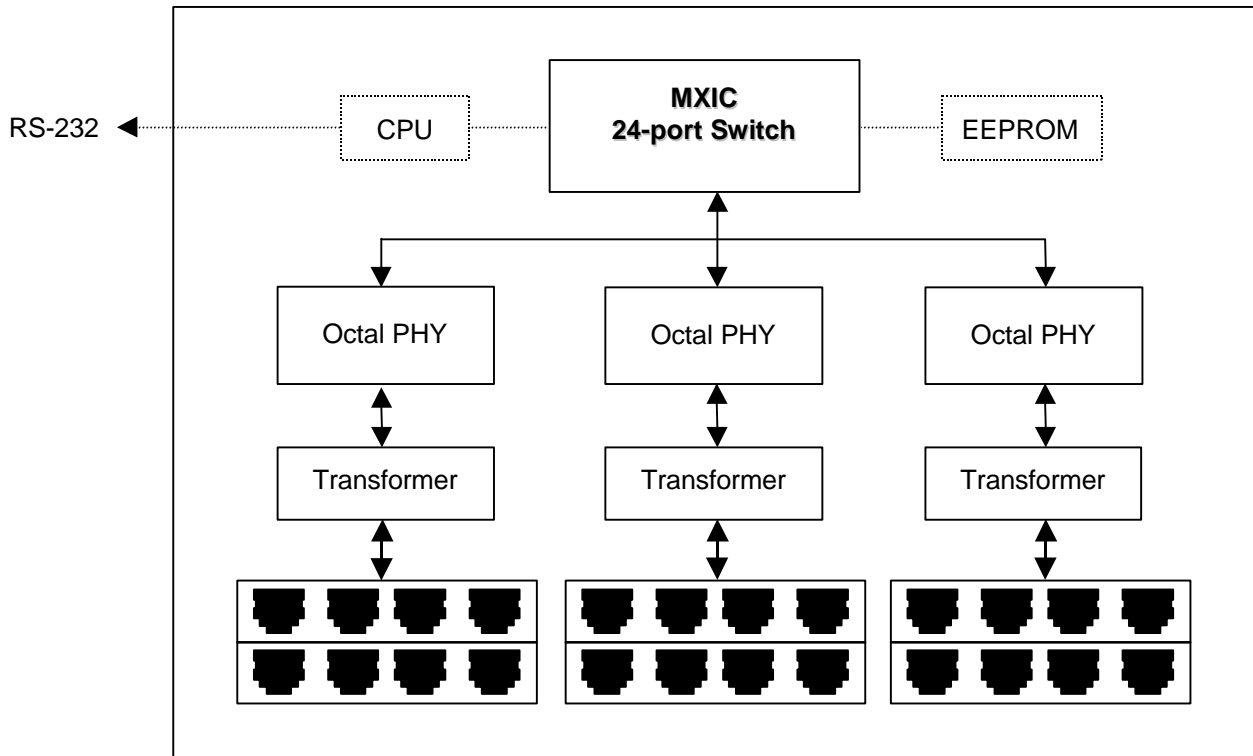 MXIC
24-port Switch
RS-232
CPU
EEPROM
Octal PHY
Octal PHY
Octal PHY
Transformer
Transformer
Transformer